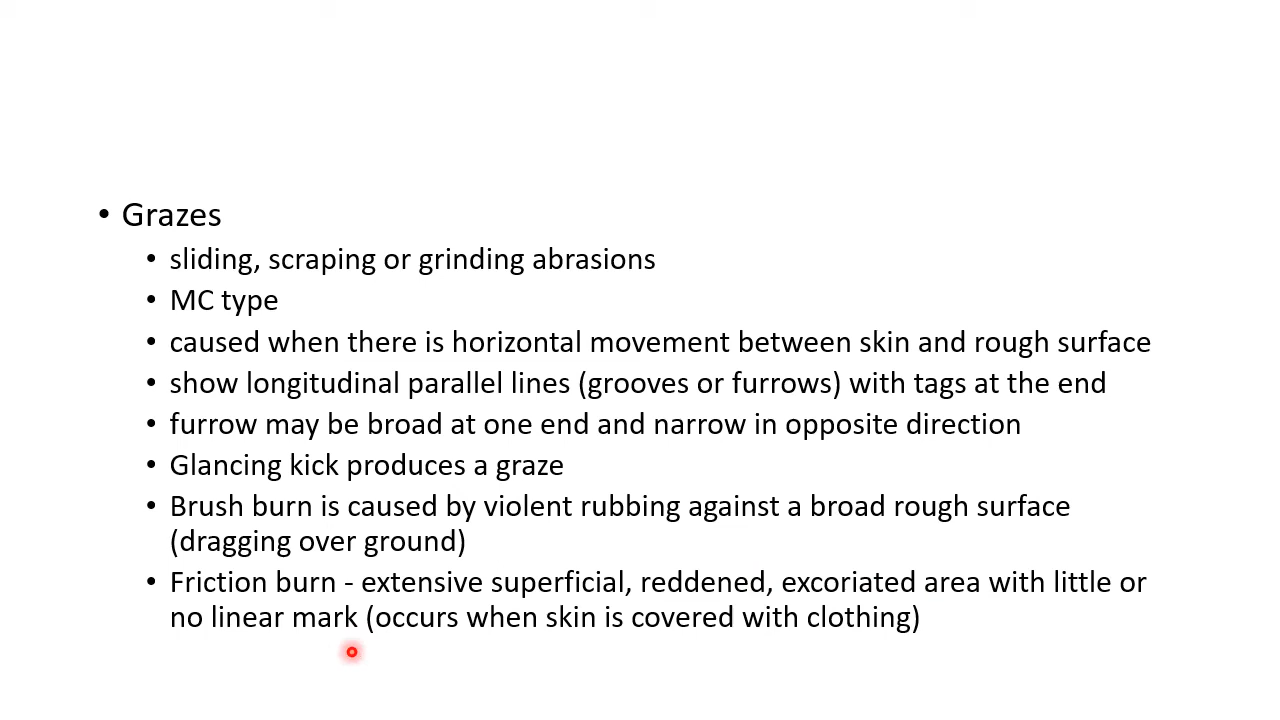 • Grazes
• sliding, scraping or grinding abrasions
• MC type
• caused when there is horizontal movement between skin and rough surface
• show longitudinal parallel lines (grooves or furrows) with tags at the end
• furrow may be broad at one end and narrow in opposite direction
• Glancing kick produces a graze
• Brush burn is caused by violent rubbing against a broad rough surface
(dragging over ground)
• Friction burn - extensive superficial, reddened, excoriated area with little or
no linear mark (occurs when skin is covered with clothing)